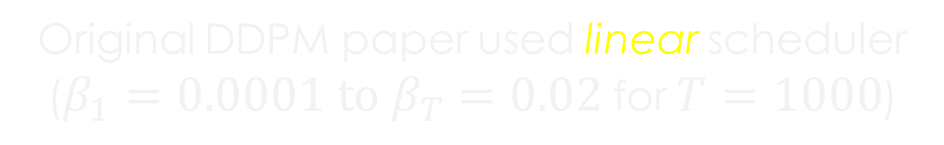 Original DDPM paper used linear scheduler
(𝛽₁ = 0.0001 to 𝛽_T = 0.02 for 𝑇 = 1000)